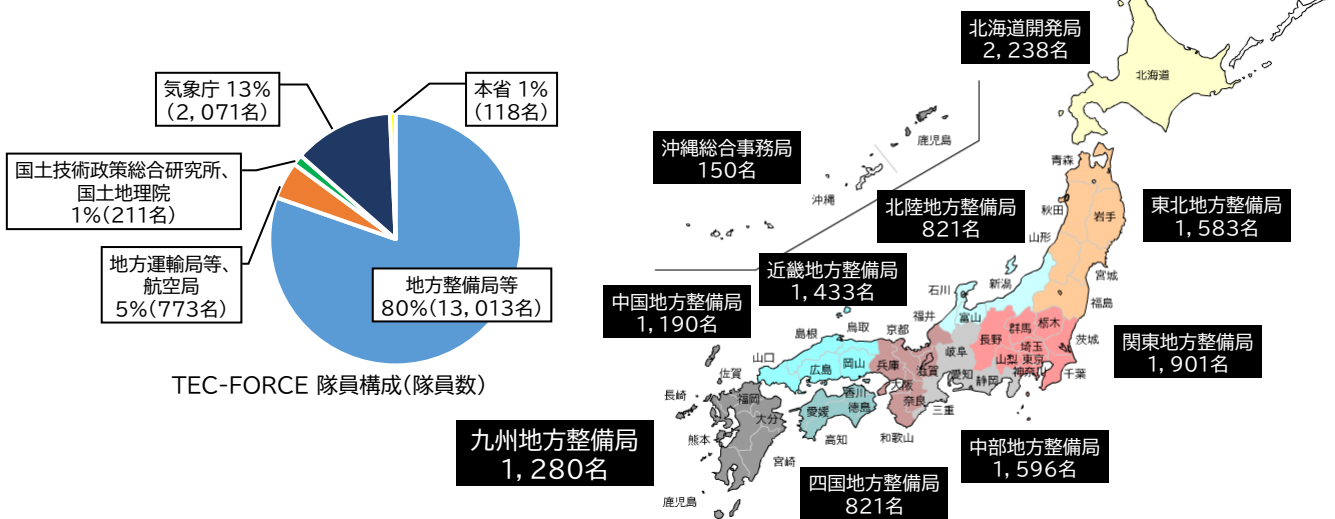 気象庁 13%
(2,071名)
本省 1%
(118名)
国土技術政策総合研究所、
国土地理院
1%(211名)
地方運輸局等、
航空局
5%(773名)
地方整備局等
80%(13,013名)
TEC-FORCE 隊員構成(隊員数)
北海道開発局
2,238名
北海道
沖縄総合事務局
150名
鹿児島
沖縄
青森
秋田
岩手
山形
宮城
福島
東北地方整備局
1,583名
北陸地方整備局
821名
新潟
石川
富山
福井
近畿地方整備局
1,433名
中国地方整備局
1,190名
島根
鳥取
京都
山口
広島
岡山
兵庫
滋賀
大阪
奈良
和歌山
三重
岐阜
愛知
静岡
長野
群馬
栃木
埼玉
山梨
東京
神奈川
茨城
千葉
関東地方整備局
1,901名
中部地方整備局
1,596名
香川
愛媛
徳島
高知
四国地方整備局
821名
佐賀
長崎
福岡
大分
熊本
宮崎
鹿児島
九州地方整備局
1,280名